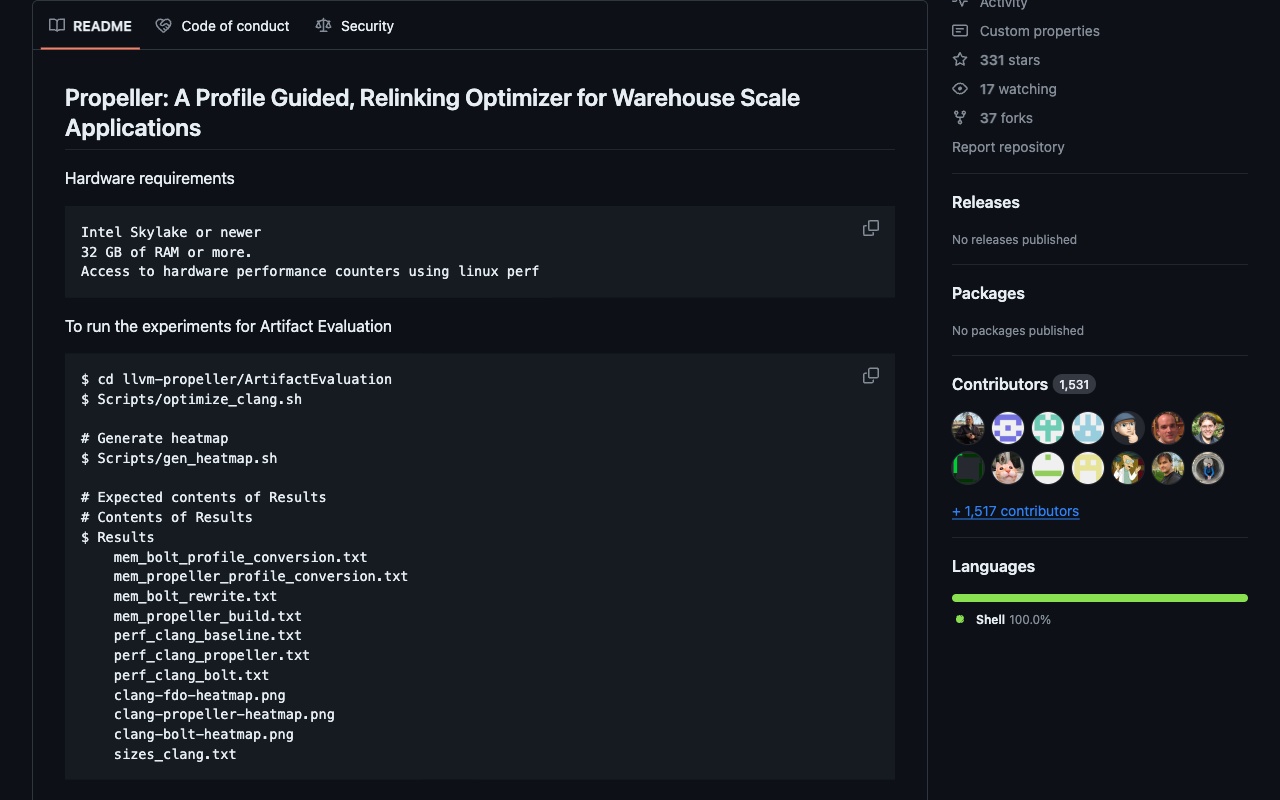 README
Code of conduct
Security
Propeller: A Profile Guided, Relinking Optimizer for Warehouse Scale
Applications
Hardware requirements
Intel Skylake or newer
32 GB of RAM or more.
Access to hardware performance counters using linux perf
To run the experiments for Artifact Evaluation
$ cd llvm-propeller/ArtifactEvaluation
$ Scripts/optimize_clang.sh
# Generate heatmap
$ Scripts/gen_heatmap.sh
# Expected contents of Results
# Contents of Results
$ Results
mem_bolt_profile_conversion.txt
mem_propeller_profile_conversion.txt
mem_bolt_rewrite.txt
mem_propeller_build.txt
perf_clang_baseline.txt
perf_clang_propeller.txt
perf_clang_bolt.txt
clang-fdo-heatmap.png
clang-propeller-heatmap.png
clang-bolt-heatmap.png
sizes_clang.txt
Activity
Custom properties
331 stars
17 watching
37 forks
Report repository
Releases
No releases published
Packages
No packages published
Contributors 1,531
+ 1,517 contributors
Languages
Shell 100.0%